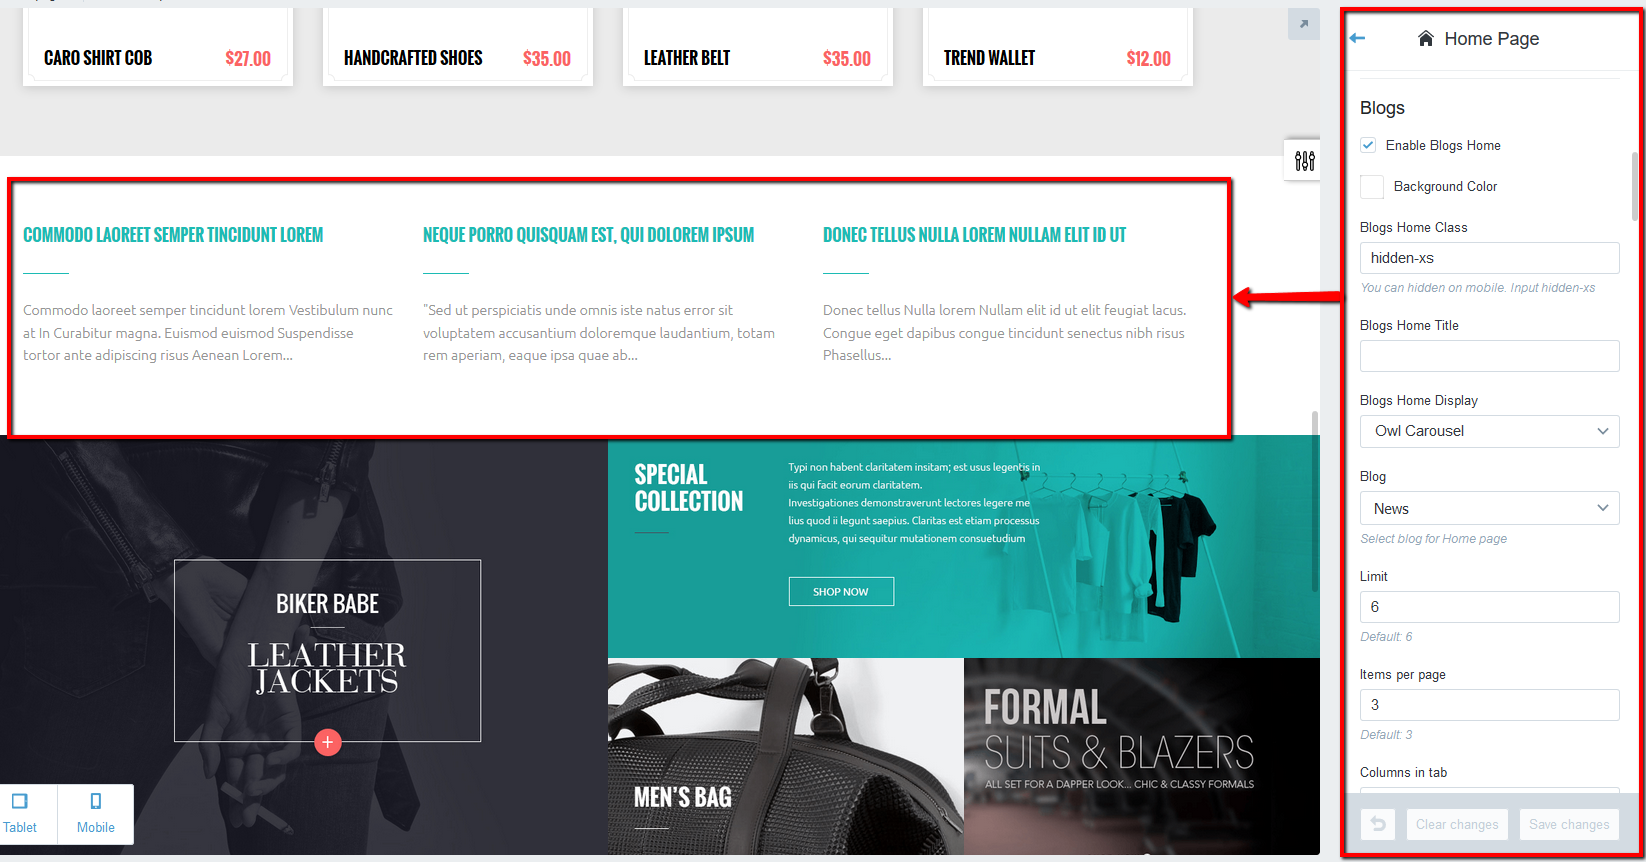 CARO SHIRT COB $27.00
HANDCRAFTED SHOES $35.00
LEATHER BELT $35.00
TREND WALLET $12.00
COMMODO LAOREET SEMPER TINCIDUNT LOREM
Commodo laoreet semper tincidunt lorem Vestibulum nunc
at In Curabitur magna. Euismod euismod Suspendisse
tortor ante adipiscing risus Aenean Lorem...
NEQUE PORRO QUISQUAM EST, QUI DOLOREM IPSUM
"Sed ut perspiciatis unde omnis iste natus error sit
voluptatem accusantium doloremque laudantium, totam
rem aperiam, eaque ipsa quae ab...
DONEC TELLUS NULLA LOREM NULLAM ELIT ID UT
Donec tellus Nulla lorem Nullam elit id ut elit feugiat lacus.
Congue eget dapibus congue tincidunt senectus nibh risus
Phasellus...
BIKER BABE
LEATHER
JACKETS
+
SPECIAL
COLLECTION
Typi non habent claritatem insitam; est usus legentis in
iis qui facit eorum claritatem.
Investigationes demonstraverunt lectores legere me
lius quod ii legunt saepius. Claritas est etiam processus
dynamicus, qui sequitur mutationem consuetudium
SHOP NOW
MEN'S BAG
FORMAL
SUITS & BLAZERS
ALL SET FOR A DAPPER LOOK... CHIC & CLASSY FORMALS
Tablet
Mobile
Home Page
Blogs
Enable Blogs Home
Background Color
Blogs Home Class
hidden-xs
You can hidden on mobile. Input hidden-xs
Blogs Home Title
Blogs Home Display
Owl Carousel
Blog
News
Select blog for Home page
Limit
6
Default: 6
Items per page
3
Default: 3
Columns in tab
Clear changes
Save changes